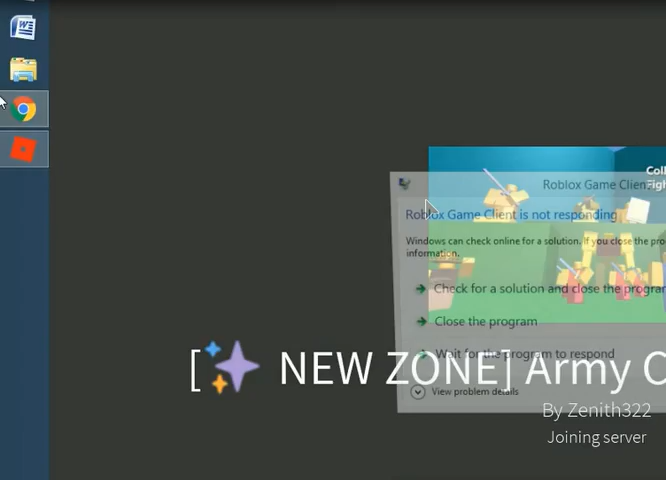 Coll
Figh
Roblox Game Client
Roblox Game Client is not responding
Windows can check online for a solution. if you close the pro
information.
Check for a solution and close the program
Close the program
Wait for the program to respond
[✨ NEW ZONE] Army C
View problem details
By Zenith322
Joining server